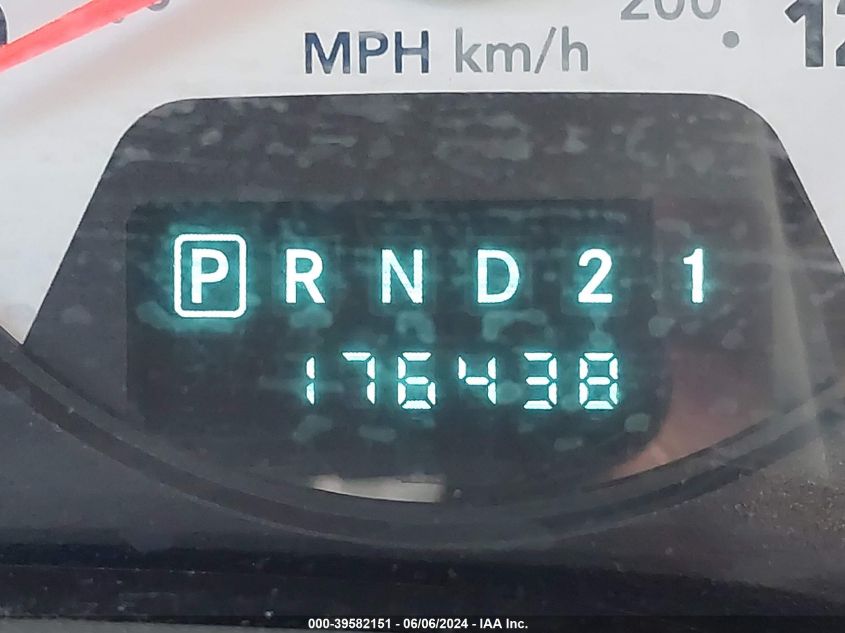 200
MPH km/h
P R N D 2 1
176438
000-39582151 - 06/06/2024 - IAA Inc.